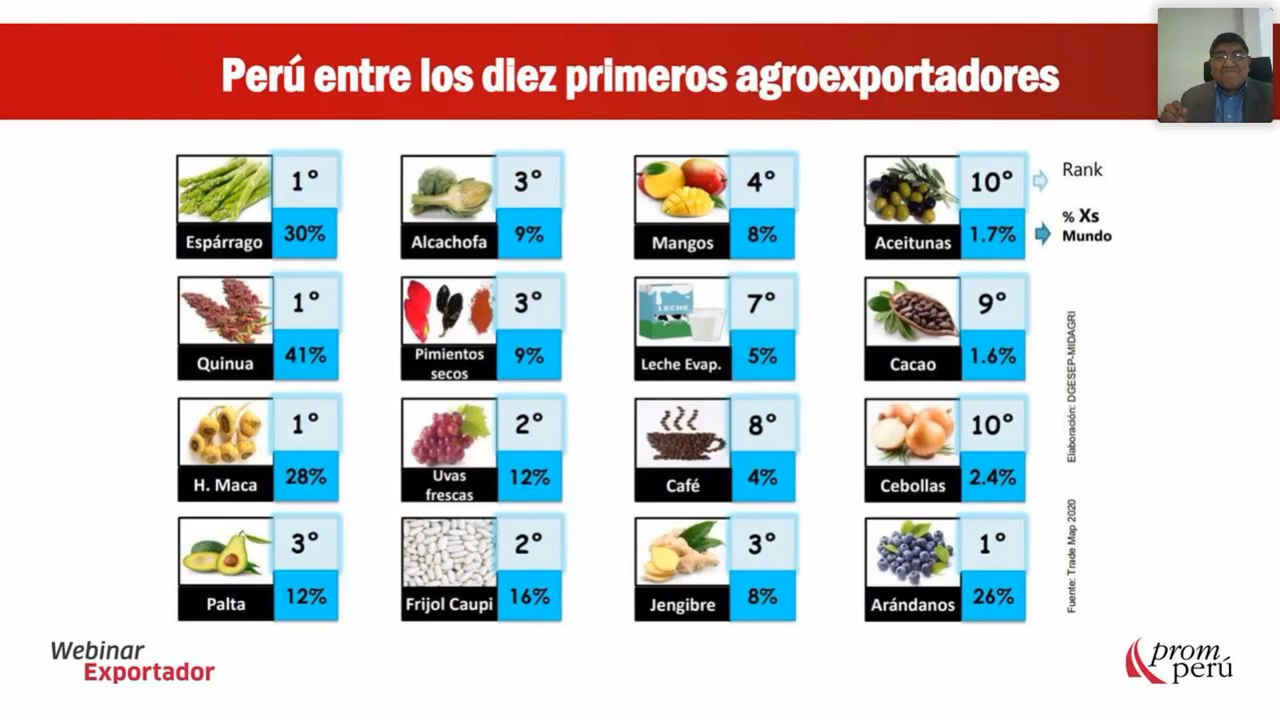 Perú entre los diez primeros agroexportadores
Espárrago
1°
30%
Alcachofa
3°
9%
Mangos
4°
8%
Aceitunas
10°
1.7%
Rank
% Xs
Mundo
Quinua
1°
41%
Pimientos
secos
3°
9%
LECHE
Leche Evap.
7°
5%
Cacao
9°
1.6%
H. Maca
1°
28%
Uvas
frescas
2°
12%
Café
8°
4%
Cebollas
10°
2.4%
Palta
3°
12%
Frijol Caupi
2°
16%
Jengibre
3°
8%
Arándanos
1°
26%
Elaboración: DGESEP-MIDAGRI
Fuente: Trade Map 2020
Webinar
Exportador
prom
perú